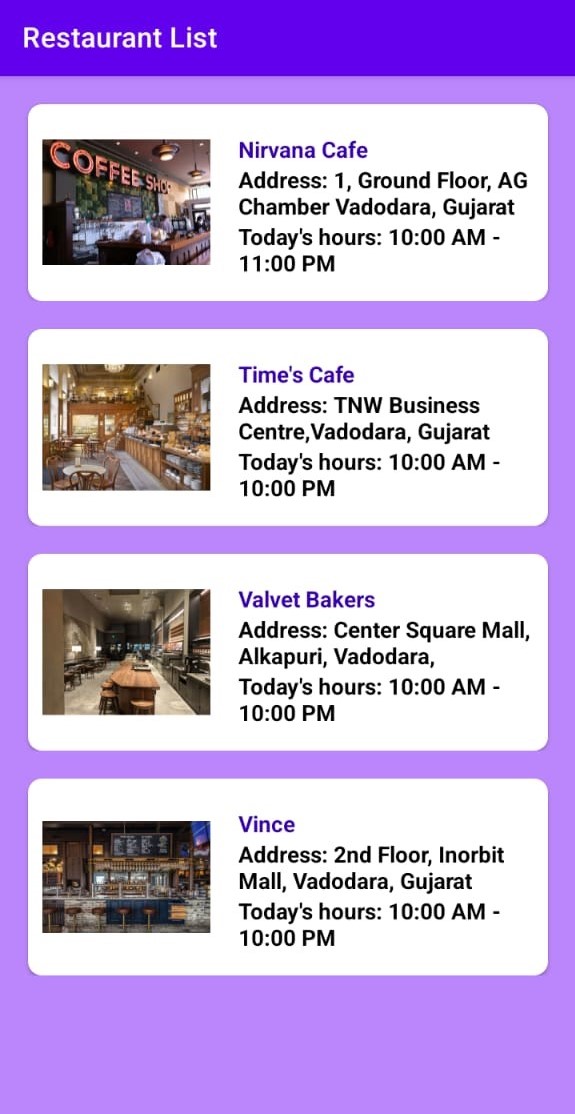 Restaurant List
COFFEE SHOP
Nirvana Cafe
Address: 1, Ground Floor, AG
Chamber Vadodara, Gujarat
Today's hours: 10:00 AM -
11:00 PM
Time's Cafe
Address: TNW Business
Centre,Vadodara, Gujarat
Today's hours: 10:00 AM -
10:00 PM
Valvet Bakers
Address: Center Square Mall,
Alkapuri, Vadodara,
Today's hours: 10:00 AM -
10:00 PM
Vince
Address: 2nd Floor, Inorbit
Mall, Vadodara, Gujarat
Today's hours: 10:00 AM -
10:00 PM